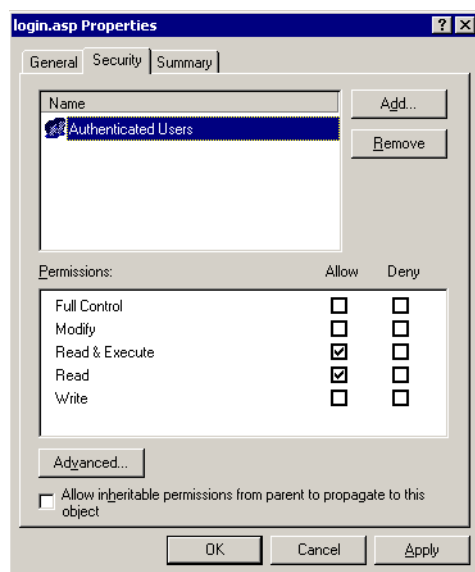 login.asp Properties
General Security Summary
Name
Add...
Authenticated Users
Remove
Permissions: Allow Deny
Full Control
Modify
Read & Execute
Read
Write
Advanced...
Allow inheritable permissions from parent to propagate to this
object
OK Cancel Apply